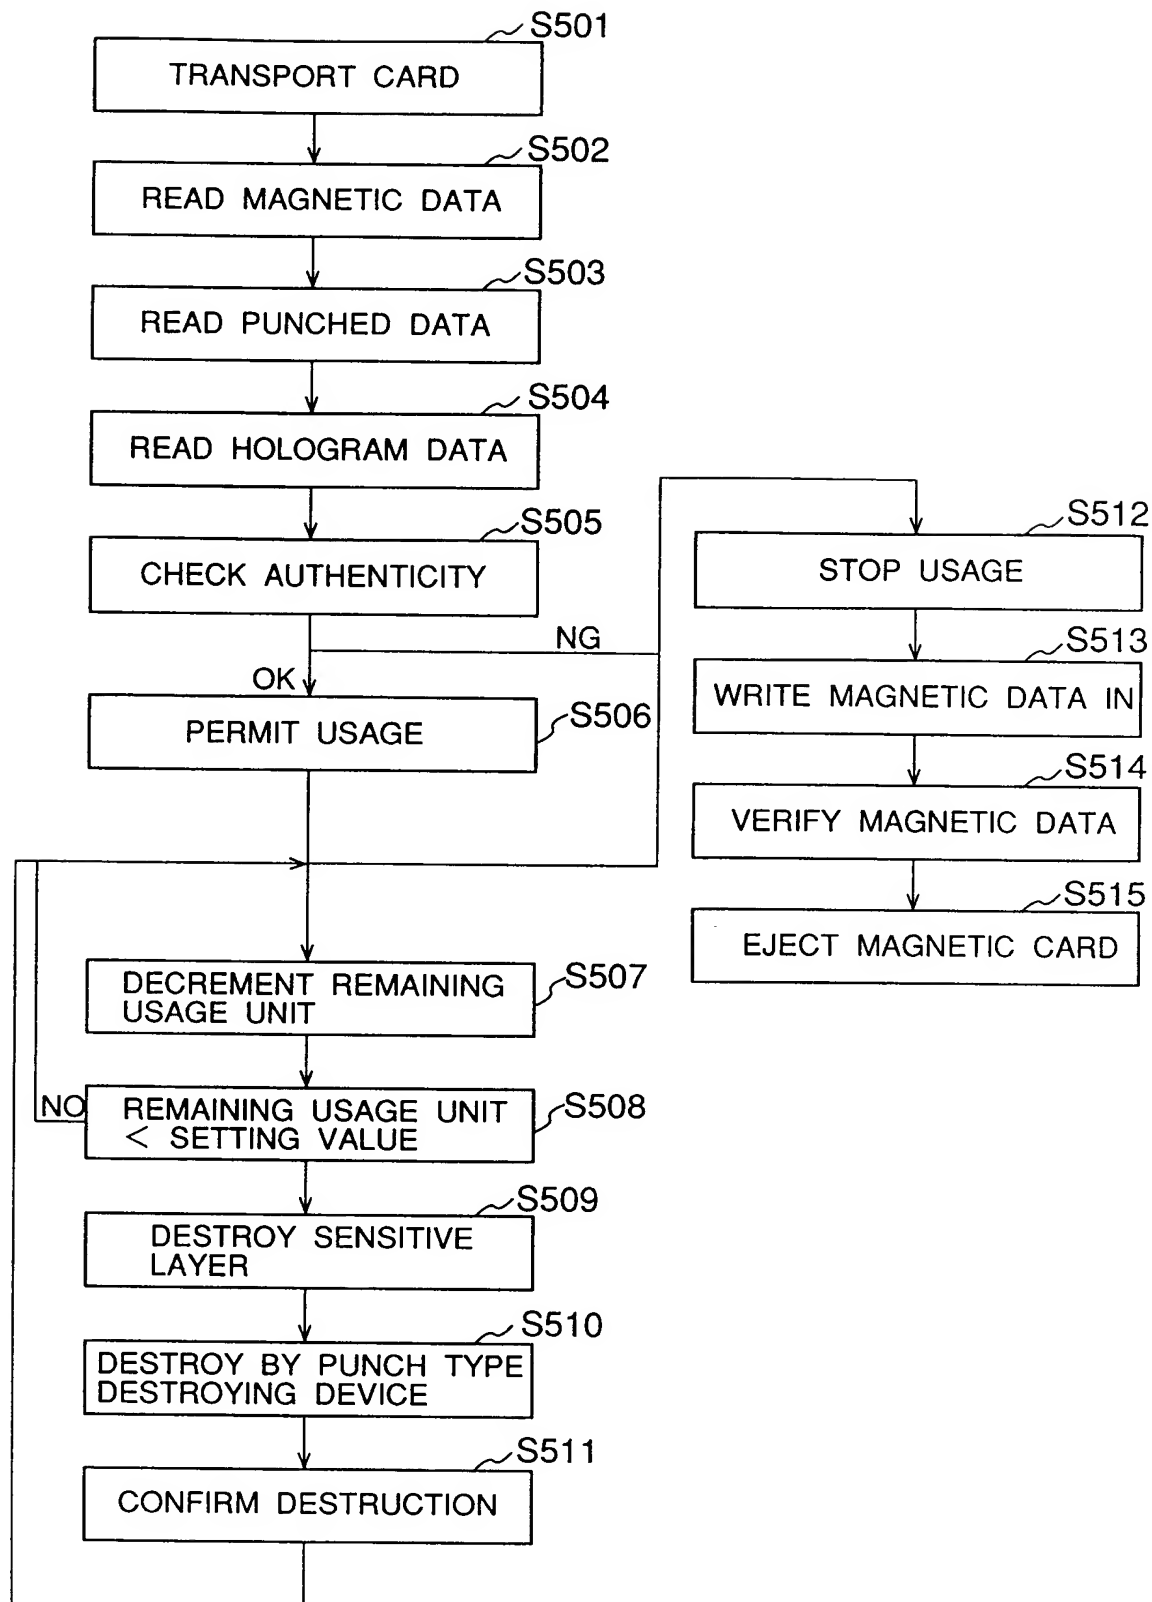 S501
TRANSPORT CARD
S502
READ MAGNETIC DATA
S503
READ PUNCHED DATA
S504
READ HOLOGRAM DATA
S505
CHECK AUTHENTICITY
NG
OK
S506
PERMIT USAGE
S507
DECREMENT REMAINING
USAGE UNIT
S508
NO
REMAINING USAGE UNIT
< SETTING VALUE
S509
DESTROY SENSITIVE
LAYER
S510
DESTROY BY PUNCH TYPE
DESTROYING DEVICE
S511
CONFIRM DESTRUCTION
S512
STOP USAGE
S513
WRITE MAGNETIC DATA IN
S514
VERIFY MAGNETIC DATA
S515
EJECT MAGNETIC CARD